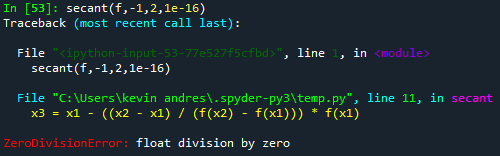 In [53]: secant(f,-1,2,1e-16)
Traceback (most recent call last):
File "<ipython-input-53-77e527f5cfbd>", line 1, in <module>
secant(f,-1,2,1e-16)
File "C:\Users\kevin andres\.spyder-py3\temp.py", line 11, in secant
x3 = x1 - ((x2 - x1) / (f(x2) - f(x1))) * f(x1)
ZeroDivisionError: float division by zero